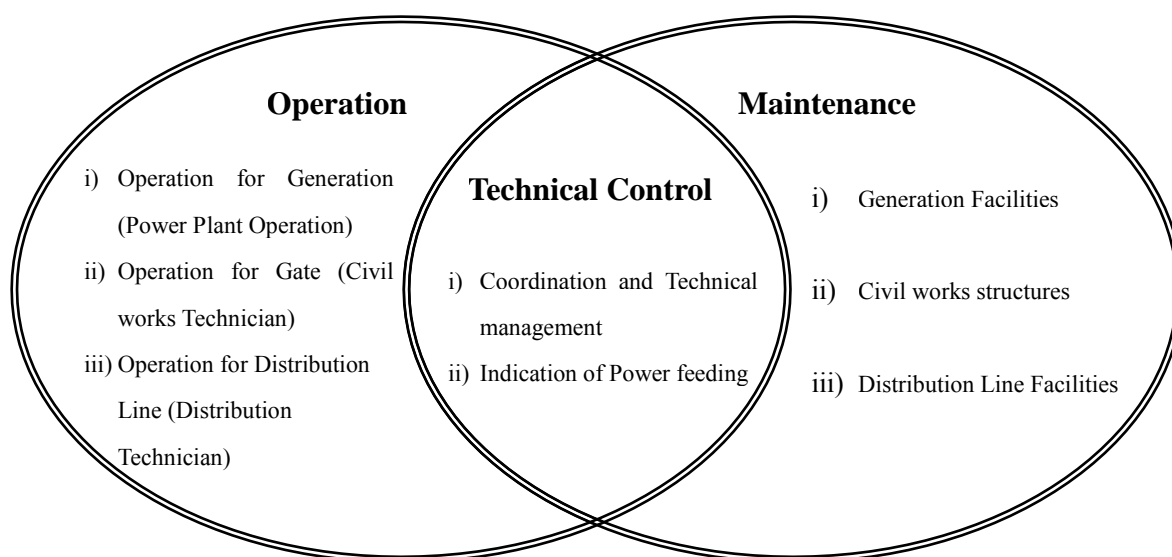 Operation
i) Operation for Generation
(Power Plant Operation)
ii) Operation for Gate (Civil
works Technician)
iii) Operation for Distribution
Line (Distribution
Technician)
Technical Control
i) Coordination and Technical
management
ii) Indication of Power feeding
Maintenance
i) Generation Facilities
ii) Civil works structures
iii) Distribution Line Facilities